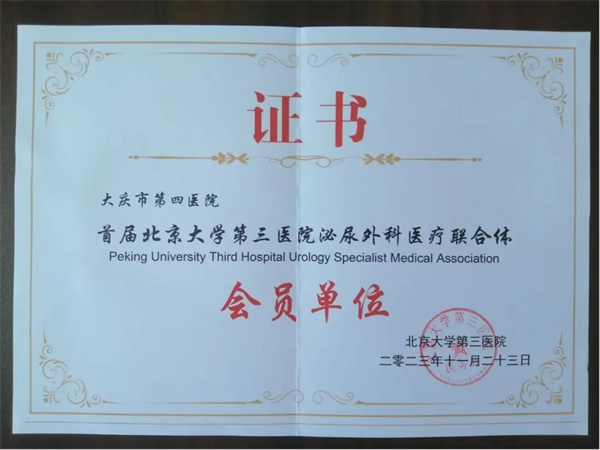 证书
大庆市第四医院
首届北京大学第三医院泌尿外科医疗联合体
Peking University Third Hospital Urology Specialist Medical Association
会员单位
北京大学第三医院
二零二三年十一月二十三日